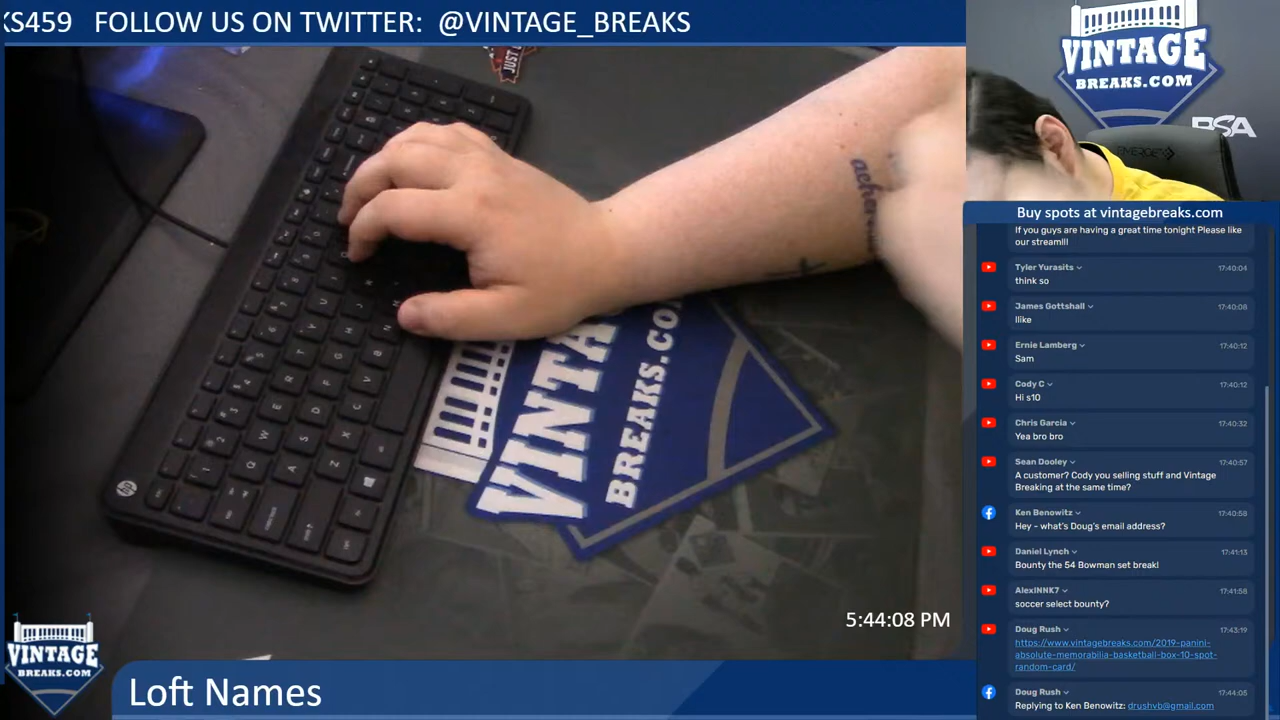 KS459 FOLLOW US ON TWITTER: @VINTAGE_BREAKS
JUST
VINTAGE
BREAKS.COM
PSA
ENERGE
hp
VINTA
BREAKS.CO
5:44:08 PM
VINTAGE
BREAKS.COM
Loft Names
Buy spots at vintagebreaks.com
If you guys are having a great time tonight Please like
our stream!!!
Tyler Yurasits 17:40:04
think so
James Gottshall 17:40:08
Ilike
Ernie Lamberg 17:40:12
Sam
Cody C 17:40:12
Hi s10
Chris Garcia 17:40:32
Yea bro bro
Sean Dooley 17:40:57
A customer? Cody you selling stuff and Vintage
Breaking at the same time?
Ken Benowitz 17:40:58
Hey - what's Doug's email address?
Daniel Lynch 17:41:13
Bounty the 54 Bowman set break!
AlexINNK7 17:41:58
soccer select bounty?
Doug Rush 17:43:19
https://www.vintagebreaks.com/2019-panini-
absolute-memorabilia-basketball-box-10-spot-
random-card/
Doug Rush 17:44:05
Replying to Ken Benowitz: drushvb@gmail.com